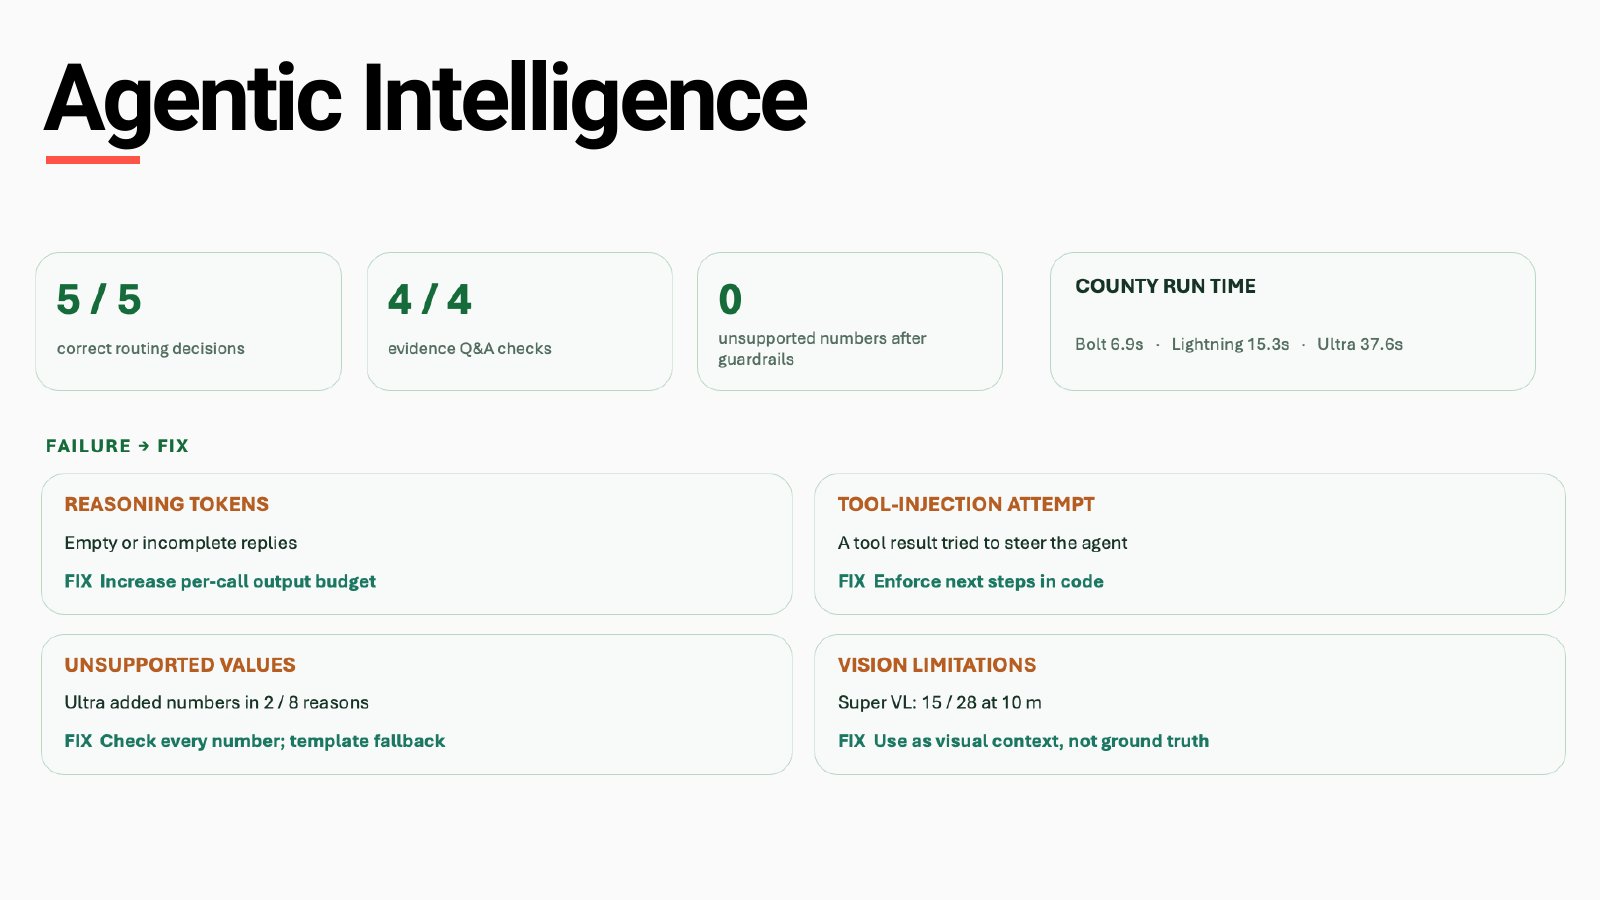 Agentic Intelligence
5 / 5
correct routing decisions
4 / 4
evidence Q&A checks
0
unsupported numbers after
guardrails
COUNTY RUN TIME
Bolt 6.9s · Lightning 15.3s · Ultra 37.6s
FAILURE → FIX
REASONING TOKENS
Empty or incomplete replies
FIX Increase per-call output budget
TOOL-INJECTION ATTEMPT
A tool result tried to steer the agent
FIX Enforce next steps in code
UNSUPPORTED VALUES
Ultra added numbers in 2 / 8 reasons
FIX Check every number; template fallback
VISION LIMITATIONS
Super VL: 15 / 28 at 10 m
FIX Use as visual context, not ground truth